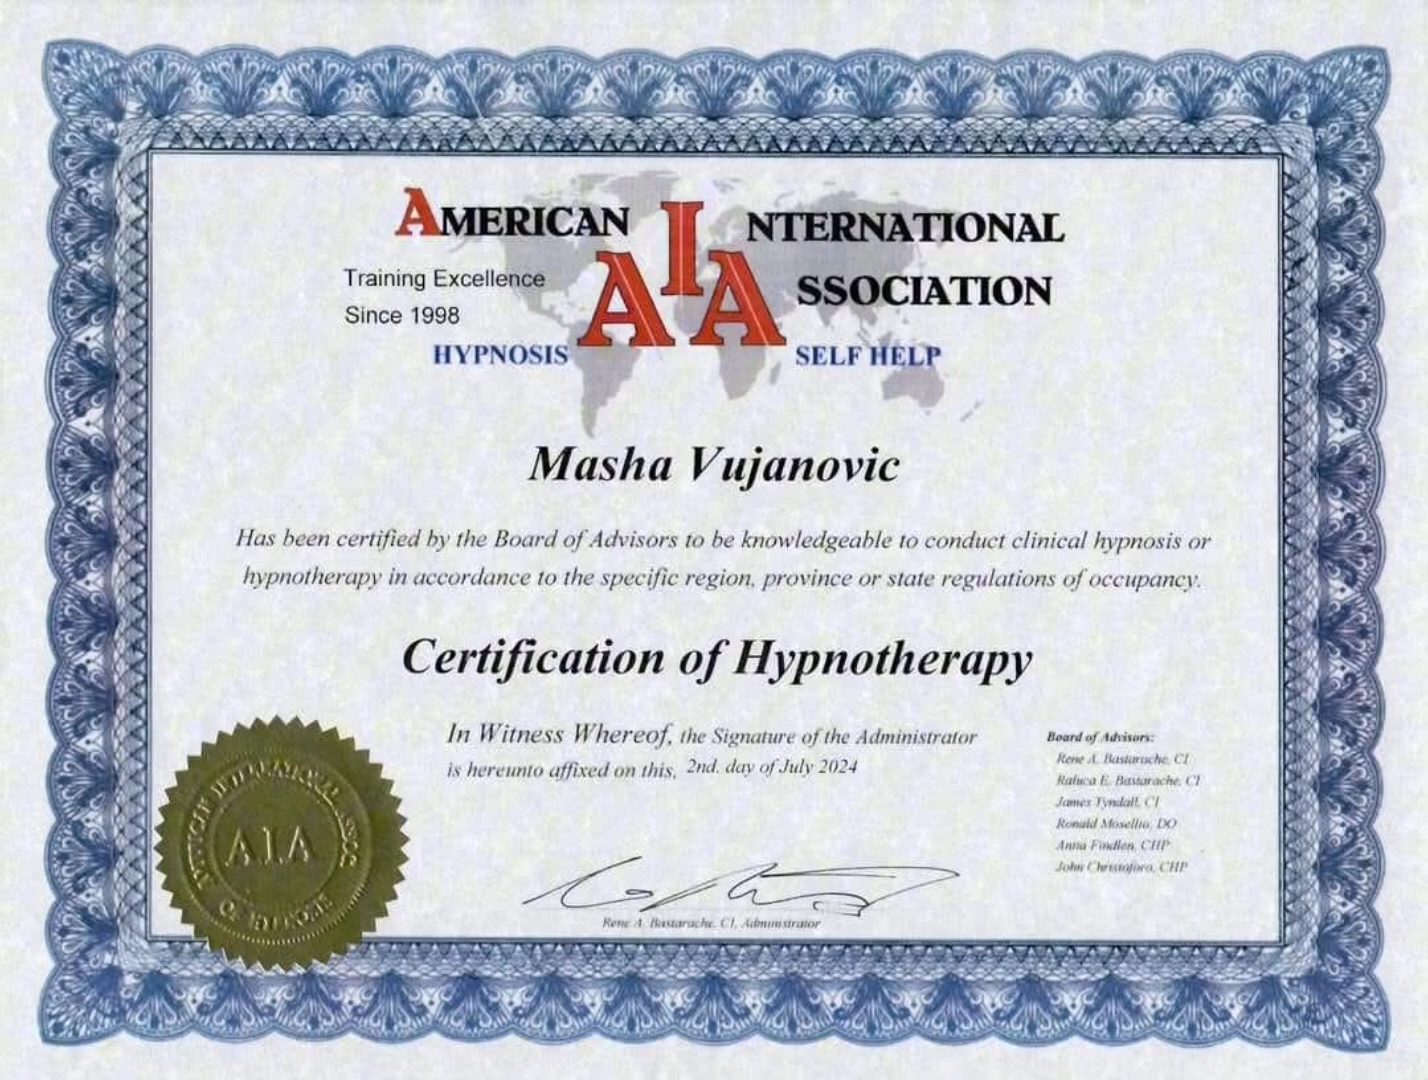 AMERICAN INTERNATIONAL
AIA ASSOCIATION
Training Excellence
Since 1998
HYPNOSIS SELF HELP
Masha Vujanovic
Has been certified by the Board of Advisors to be knowledgeable to conduct clinical hypnosis or
hypnotherapy in accordance to the specific region, province or state regulations of occupancy.
Certification of Hypnotherapy
In Witness Whereof, the Signature of the Administrator
is hereunto affixed on this, 2nd. day of July 2024
Board of Advisors:
Rene A. Bastarache, CI
Raluca E. Bastarache, CI
James Tyndall, CI
Ronald Mosellio, DO
Anna Findlen, CHP
John Christoforo, CHP
Rene A. Bastarache, CI, Administrator
AIA